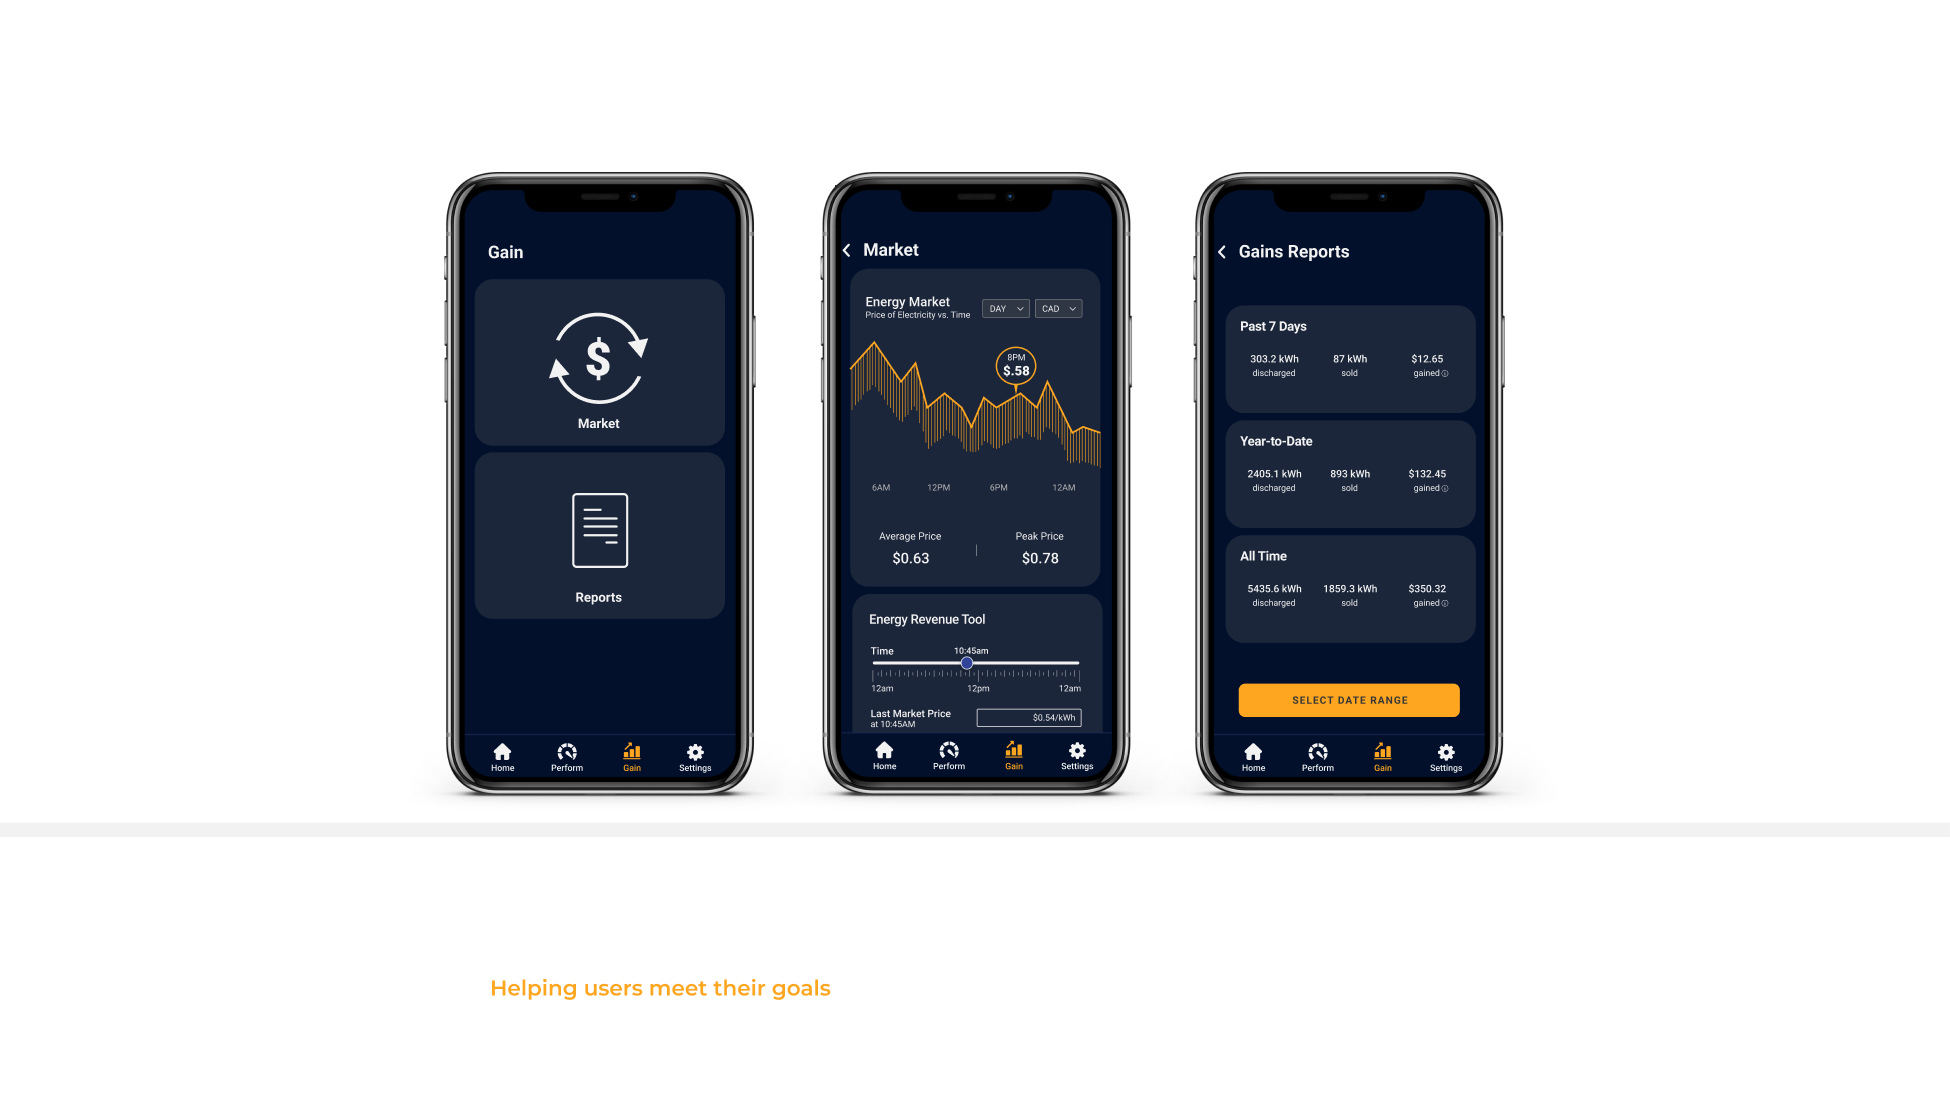 Gain
$
Market
Reports
Home Perform Gain Settings
Market
Energy Market
Price of Electricity vs. Time
DAY CAD
8PM
$.58
6AM 12PM 6PM 12AM
Average Price Peak Price
$0.63 $0.78
Energy Revenue Tool
Time 10:45am
12am 12pm 12am
Last Market Price
at 10:45AM
$0.54/kWh
Home Perform Gain Settings
Gains Reports
Past 7 Days
303.2 kWh 87 kWh $12.65
discharged sold gained
Year-to-Date
2405.1 kWh 893 kWh $132.45
discharged sold gained
All Time
5435.6 kWh 1859.3 kWh $350.32
discharged sold gained
SELECT DATE RANGE
Home Perform Gain Settings
Helping users meet their goals